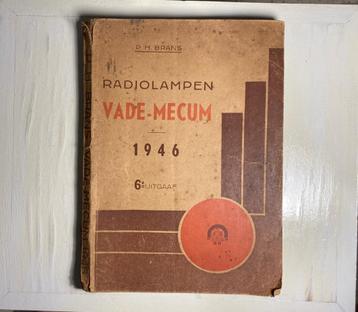 P. H. BRANS
RADIOLAMPEN
VADE-MECUM
1946
6e UITGAAF